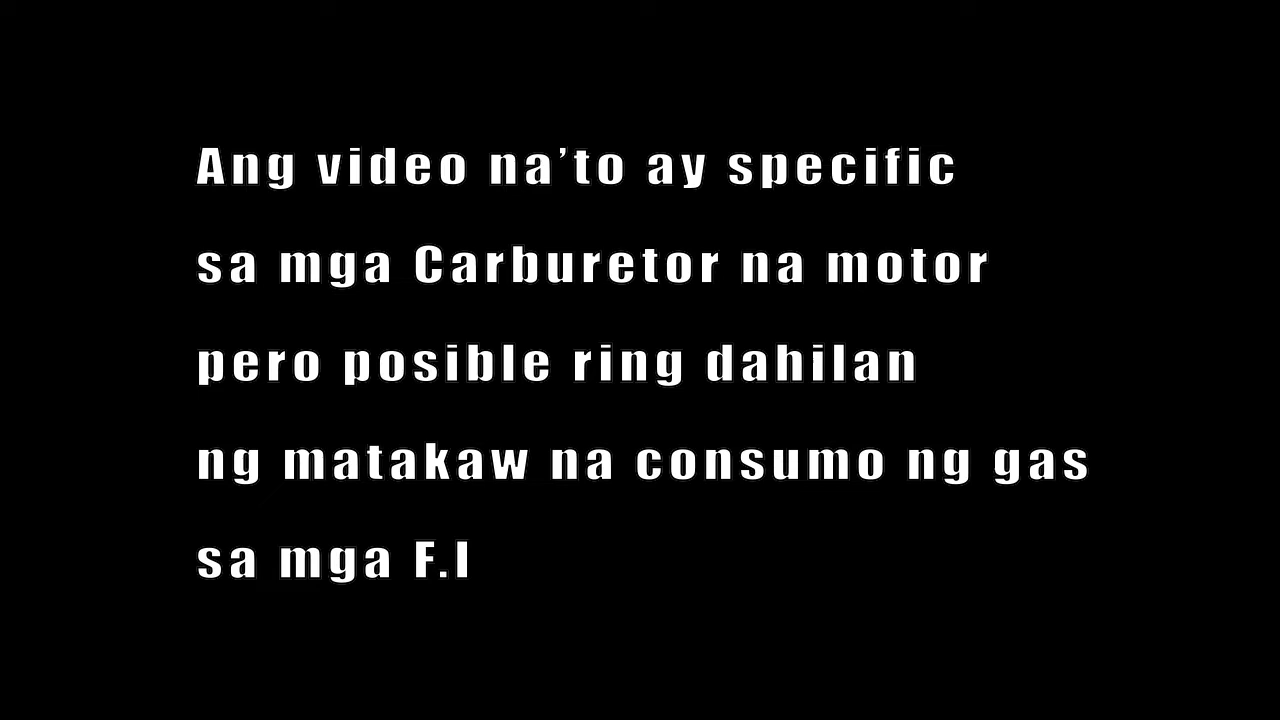 Ang video na’to ay specific
sa mga Carburetor na motor
pero posible ring dahilan
ng matakaw na consumo ng gas
sa mga F.I